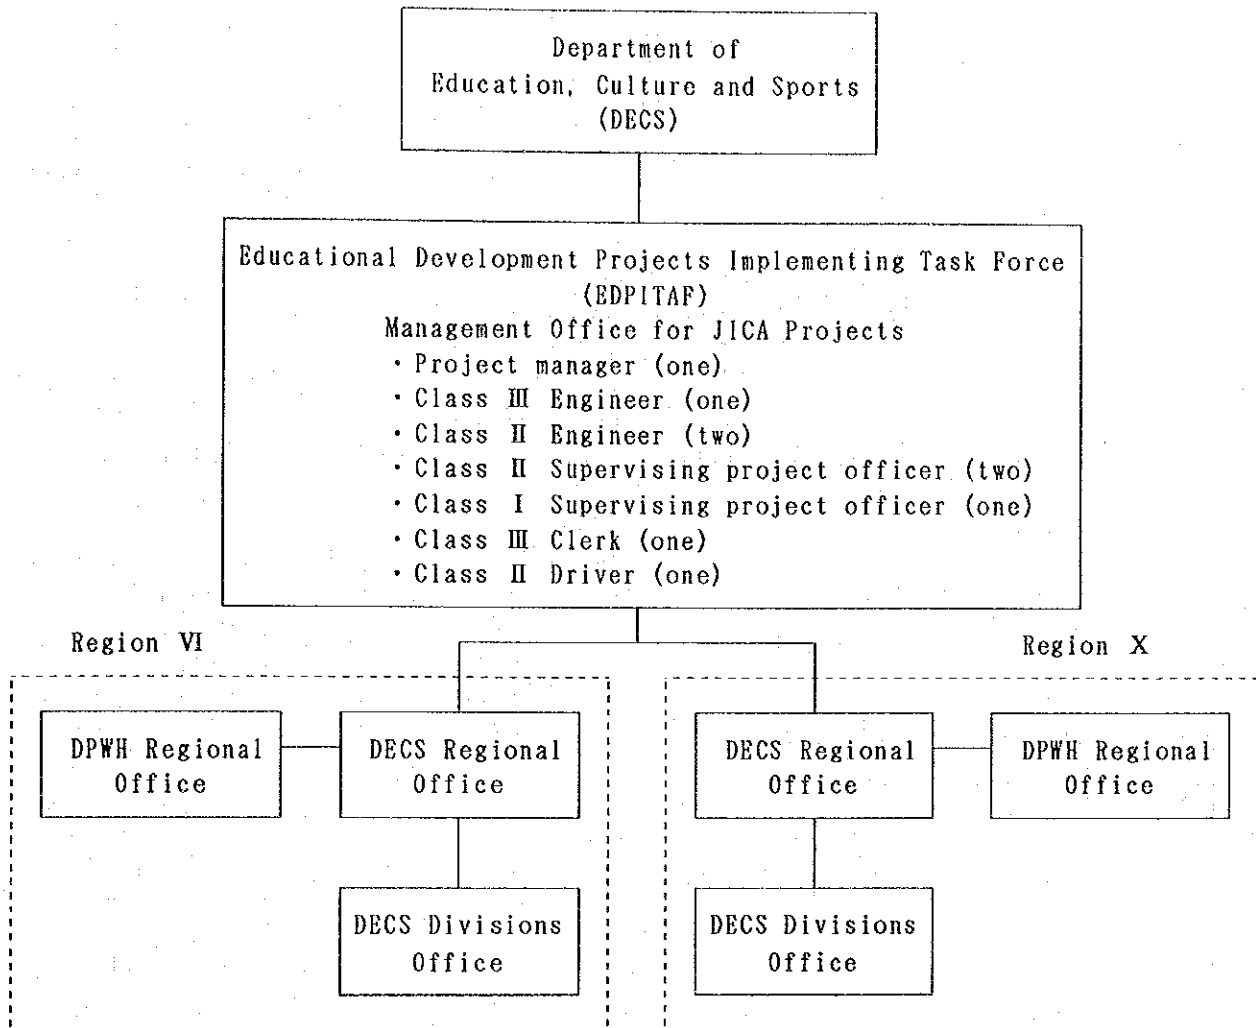 Department of
Education, Culture and Sports
(DECS)
Educational Development Projects Implementing Task Force
(EDPITAF)
Management Office for JICA Projects
・Project manager (one)
・Class Ⅲ Engineer (one)
・Class Ⅱ Engineer (two)
・Class Ⅱ Supervising project officer (two)
・Class Ⅰ Supervising project officer (one)
・Class Ⅲ Clerk (one)
・Class Ⅱ Driver (one)
Region Ⅵ
DPWH Regional
Office
DECS Regional
Office
DECS Divisions
Office
Region Ⅹ
DECS Regional
Office
DPWH Regional
Office
DECS Divisions
Office